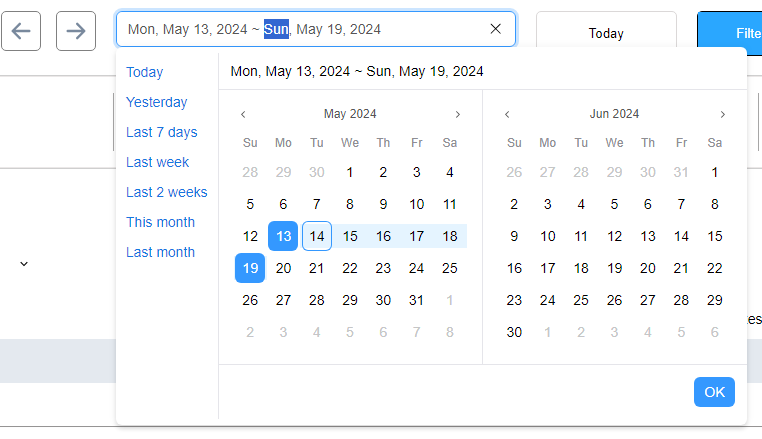 Mon, May 13, 2024 ~ Sun, May 19, 2024
Today
Today
Mon, May 13, 2024 ~ Sun, May 19, 2024
Yesterday
Last 7 days
Last week
Last 2 weeks
This month
Last month
May 2024
Su Mo Tu We Th Fr Sa
28 29 30 1 2 3 4
5 6 7 8 9 10 11
12 13 14 15 16 17 18
19 20 21 22 23 24 25
26 27 28 29 30 31 1
2 3 4 5 6 7 8
Jun 2024
Su Mo Tu We Th Fr Sa
26 27 28 29 30 31 1
2 3 4 5 6 7 8
9 10 11 12 13 14 15
16 17 18 19 20 21 22
23 24 25 26 27 28 29
30 1 2 3 4 5 6
OK